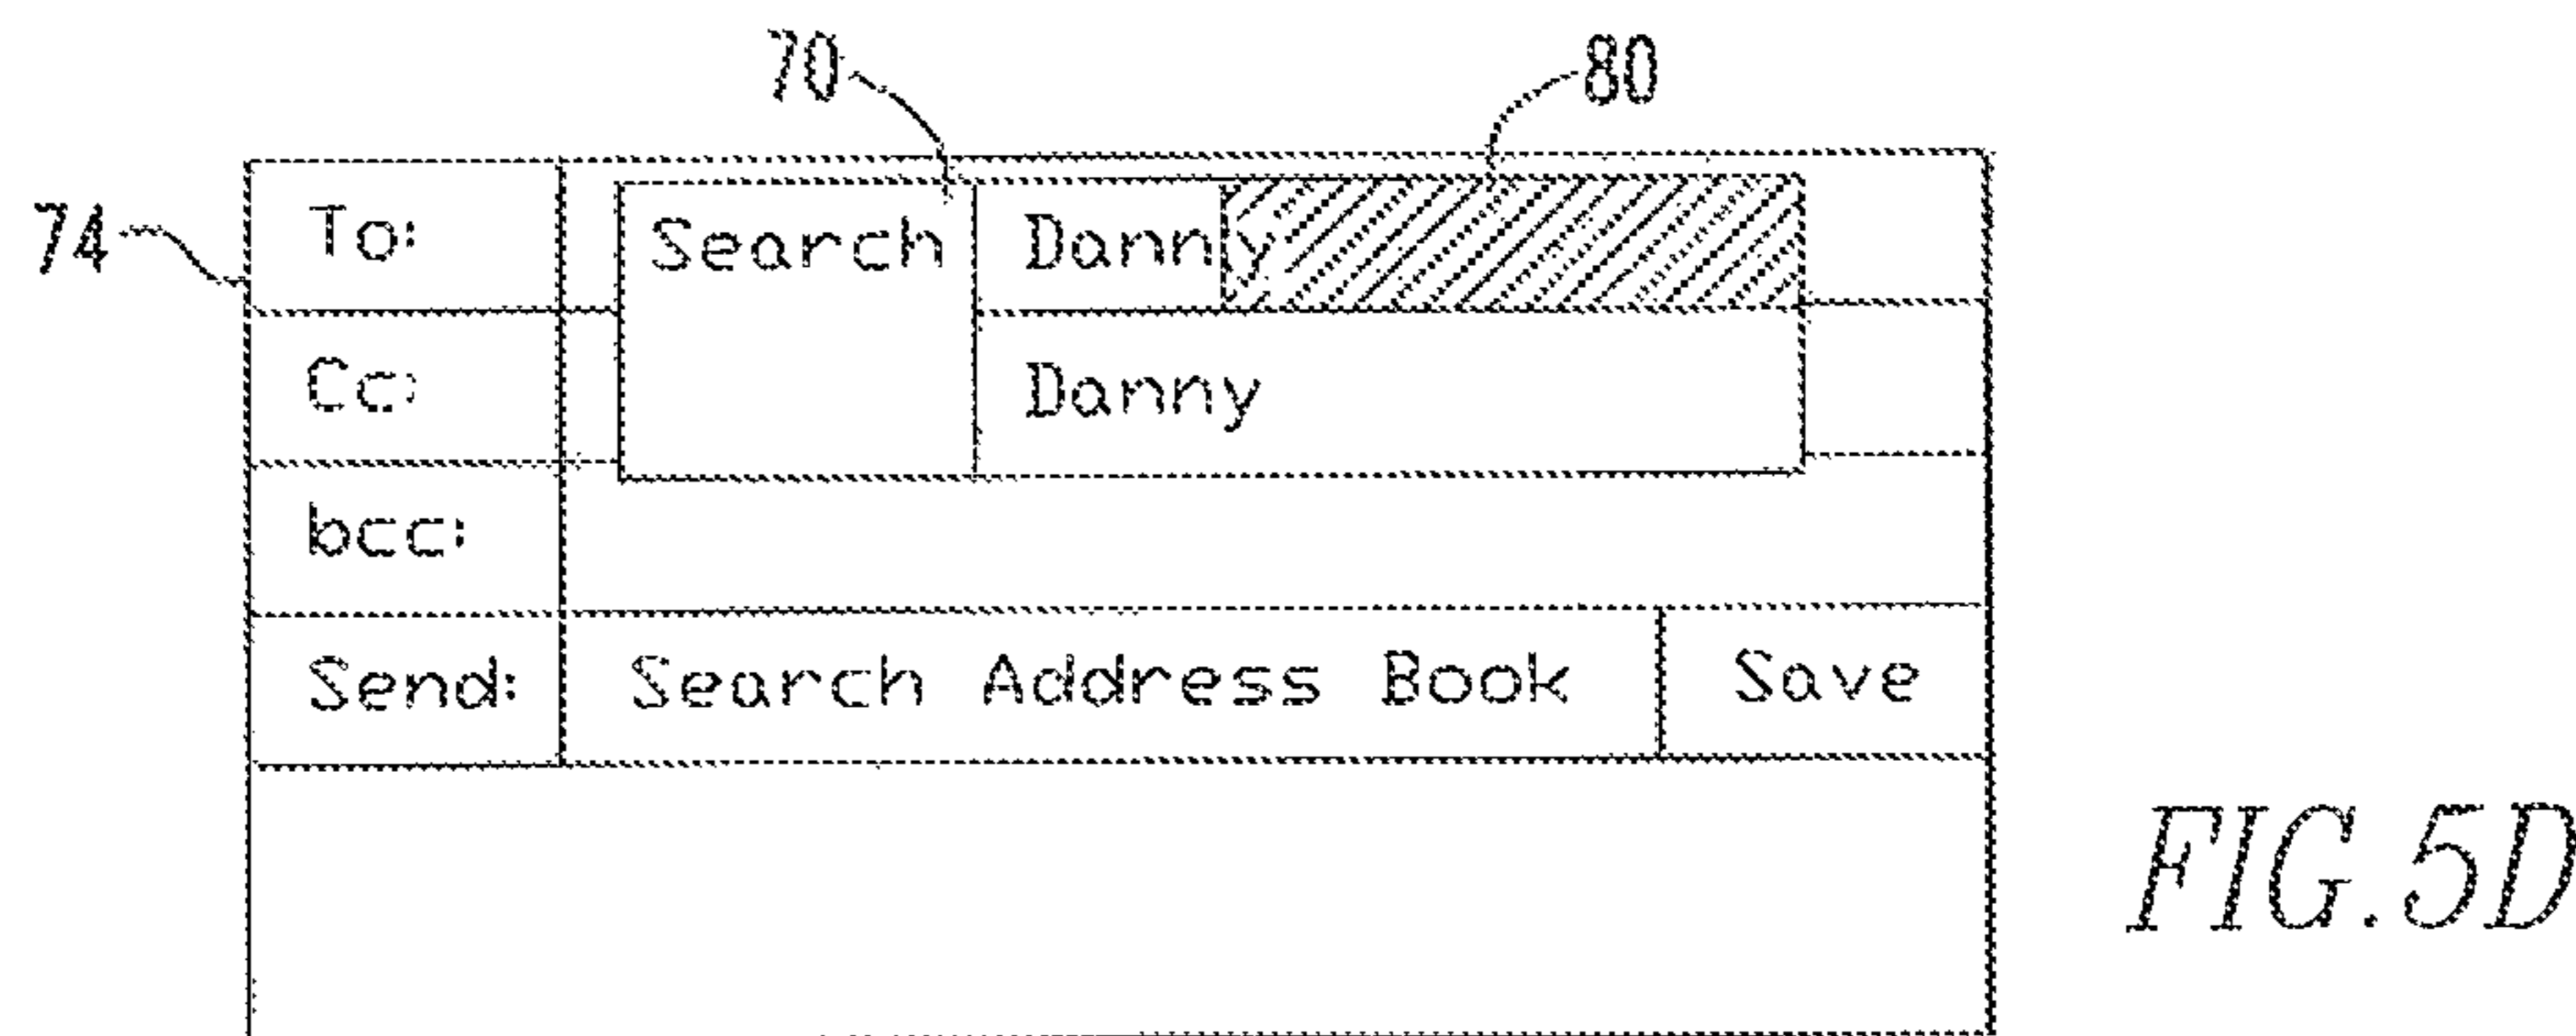 70 80
74 To: Search Danny
Cc: Danny
bcc:
Send: Search Address Book Save
FIG.5D